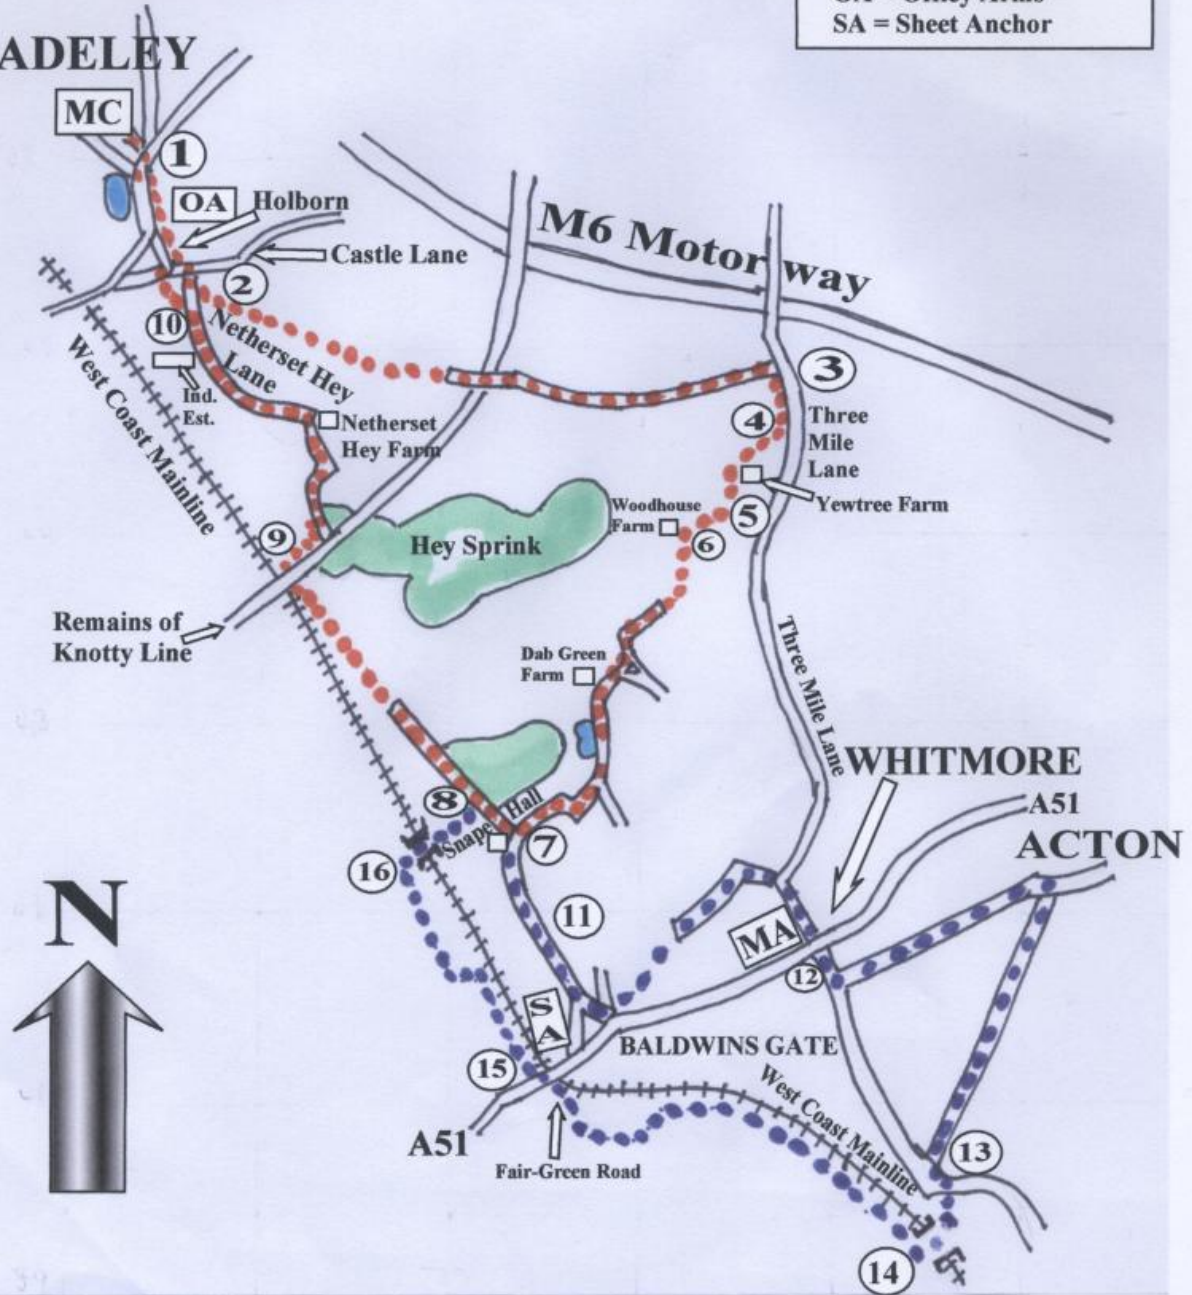 SA = Sheet Anchor
ADELEY
MC
1
OA
Holborn
Castle Lane
2
M6 Motorway
10
Netherset Hey
Lane
Ind.
Est.
Netherset
Hey Farm
West Coast Mainline
3
4
Three
Mile
Lane
Yewtree Farm
Woodhouse
Farm
5
6
9
Hey Sprink
Remains of
Knotty Line
Dab Green
Farm
Three Mile Lane
WHITMORE
A51
ACTON
8
Snape Hall
7
16
N
11
MA
12
S
A
BALDWINS GATE
15
West Coast Mainline
A51
Fair-Green Road
13
14